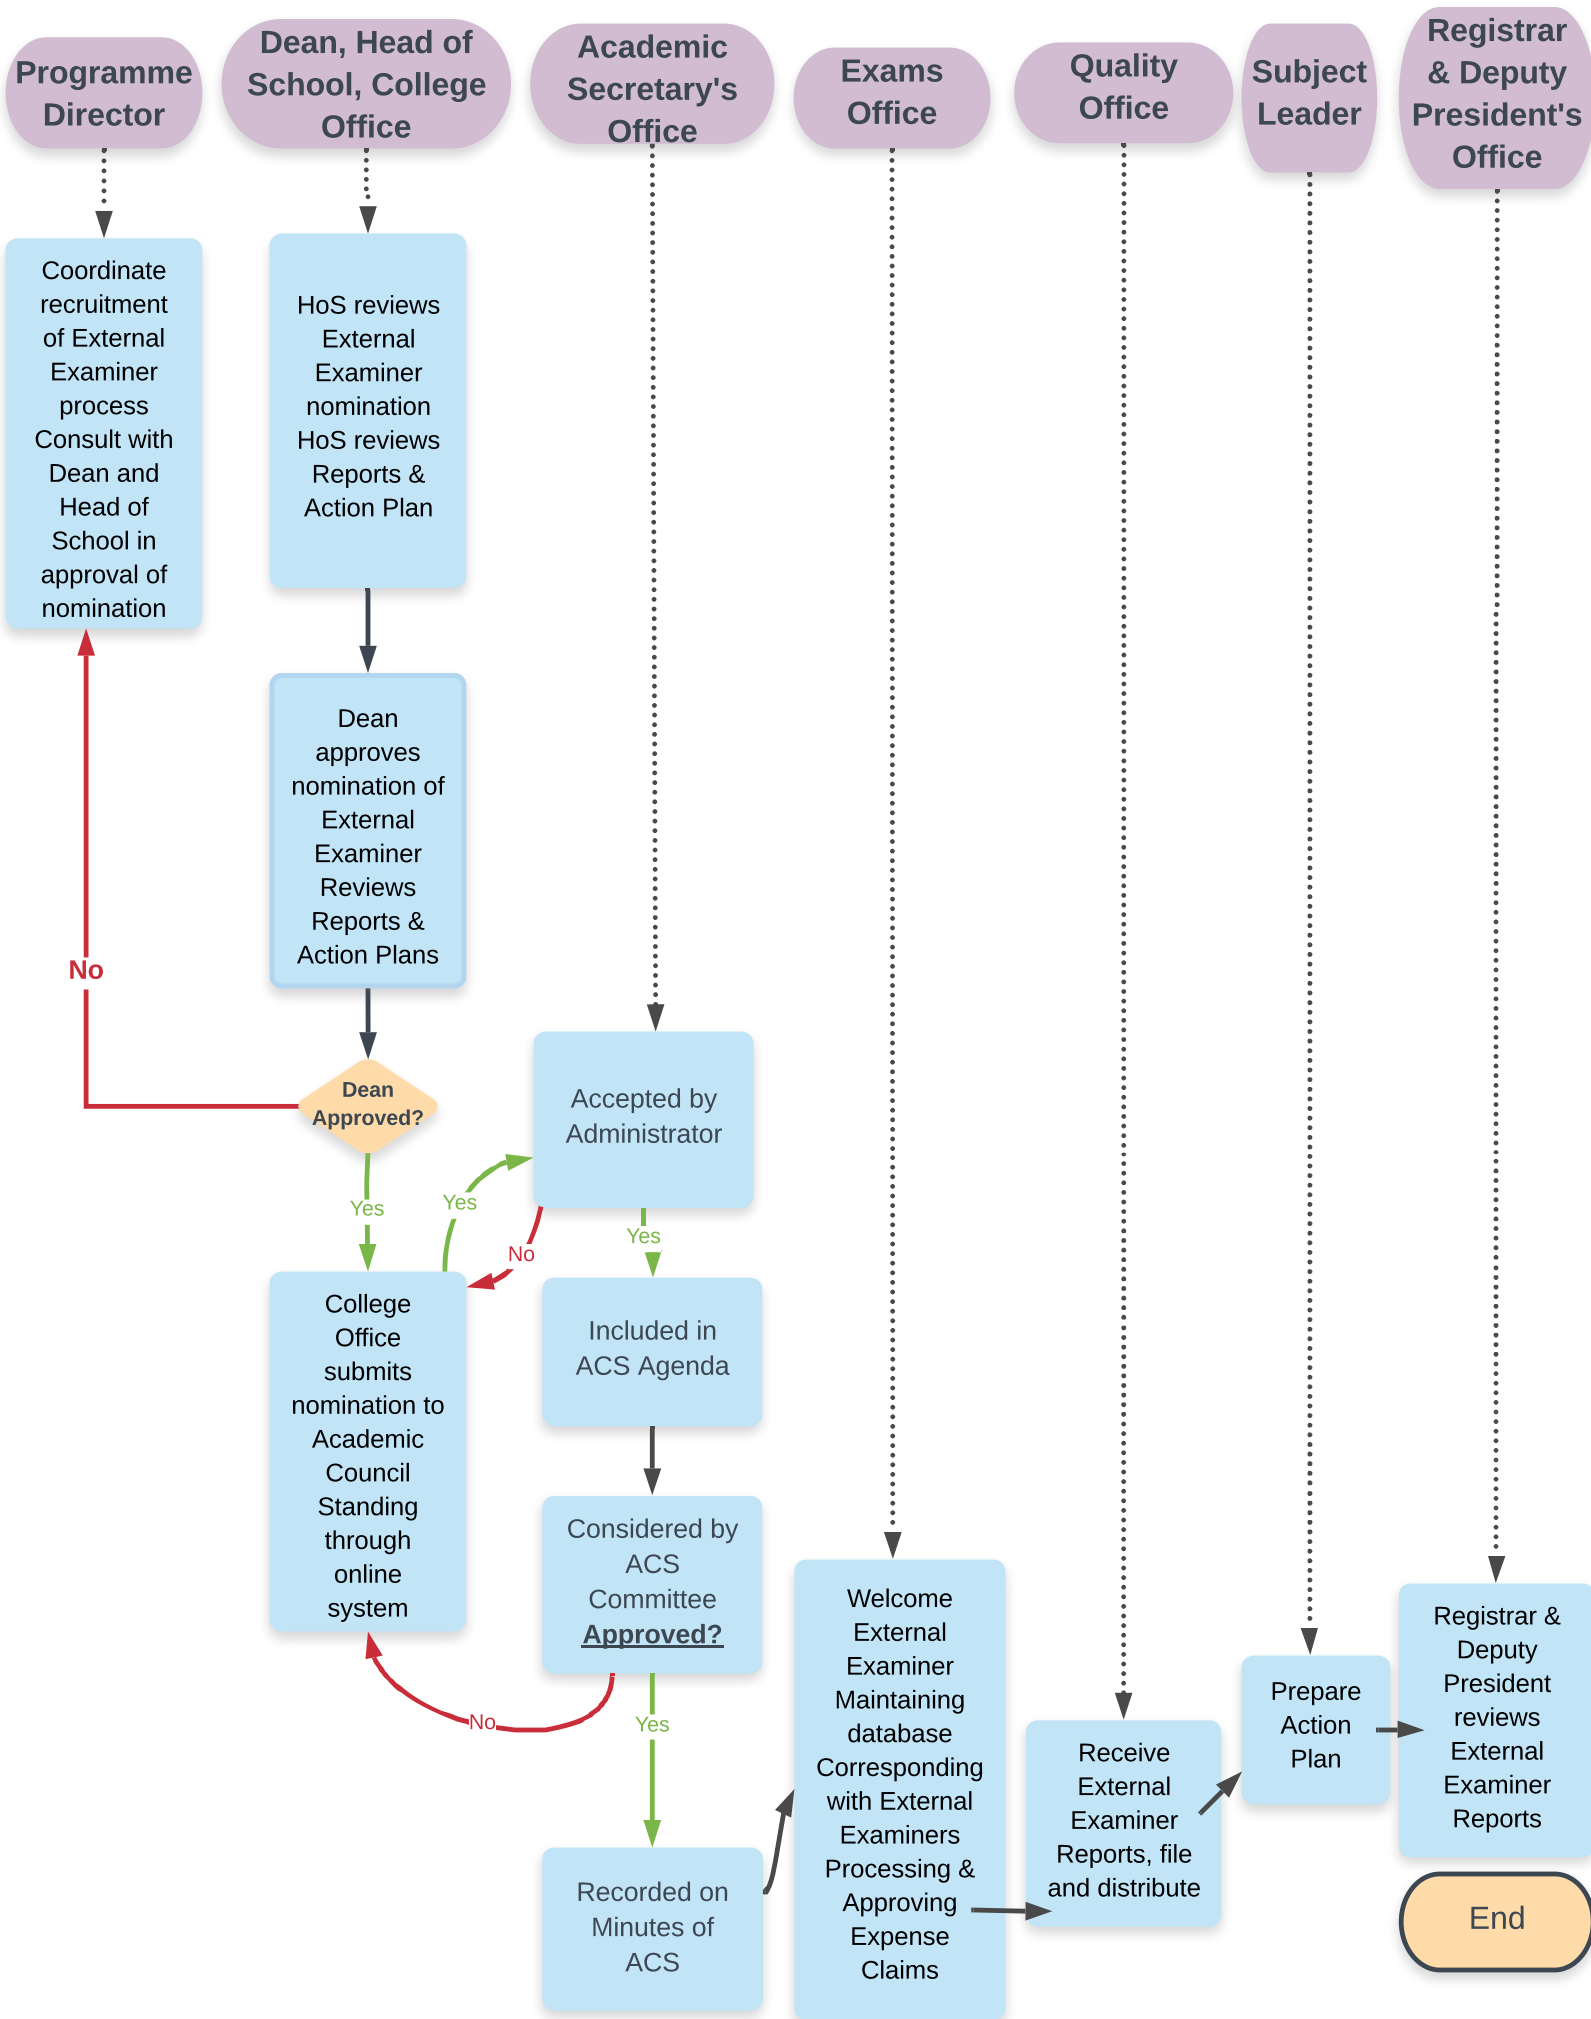 Programme
Director
Dean, Head of
School, College
Office
Academic
Secretary's
Office
Exams
Office
Quality
Office
Subject
Leader
Registrar
& Deputy
President's
Office
Coordinate
recruitment
of External
Examiner
process
Consult with
Dean and
Head of
School in
approval of
nomination
HoS reviews
External
Examiner
nomination
HoS reviews
Reports &
Action Plan
Dean
approves
nomination of
External
Examiner
Reviews
Reports &
Action Plans
No
Dean
Approved?
Yes
Yes
No
Accepted by
Administrator
Yes
College
Office
submits
nomination to
Academic
Council
Standing
through
online
system
Included in
ACS Agenda
Considered by
ACS
Committee
Approved?
No
Yes
Recorded on
Minutes of
ACS
Welcome
External
Examiner
Maintaining
database
Corresponding
with External
Examiners
Processing &
Approving
Expense
Claims
Receive
External
Examiner
Reports, file
and distribute
Prepare
Action
Plan
Registrar &
Deputy
President
reviews
External
Examiner
Reports
End